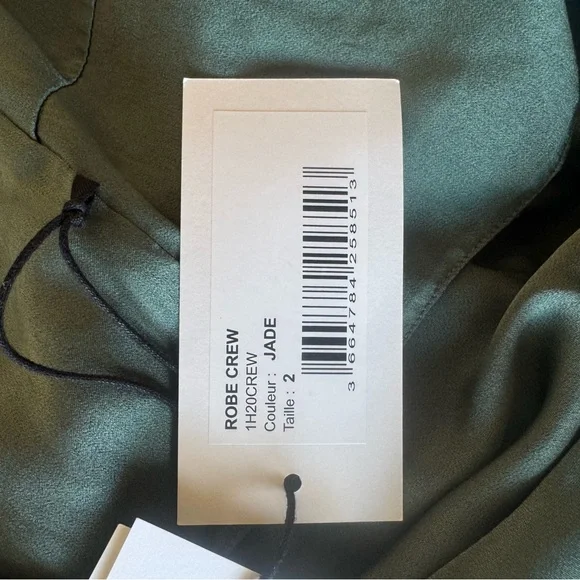 ROBE CREW
1H20CREW
Couleur : JADE
Taille : 2
3 664784 258513